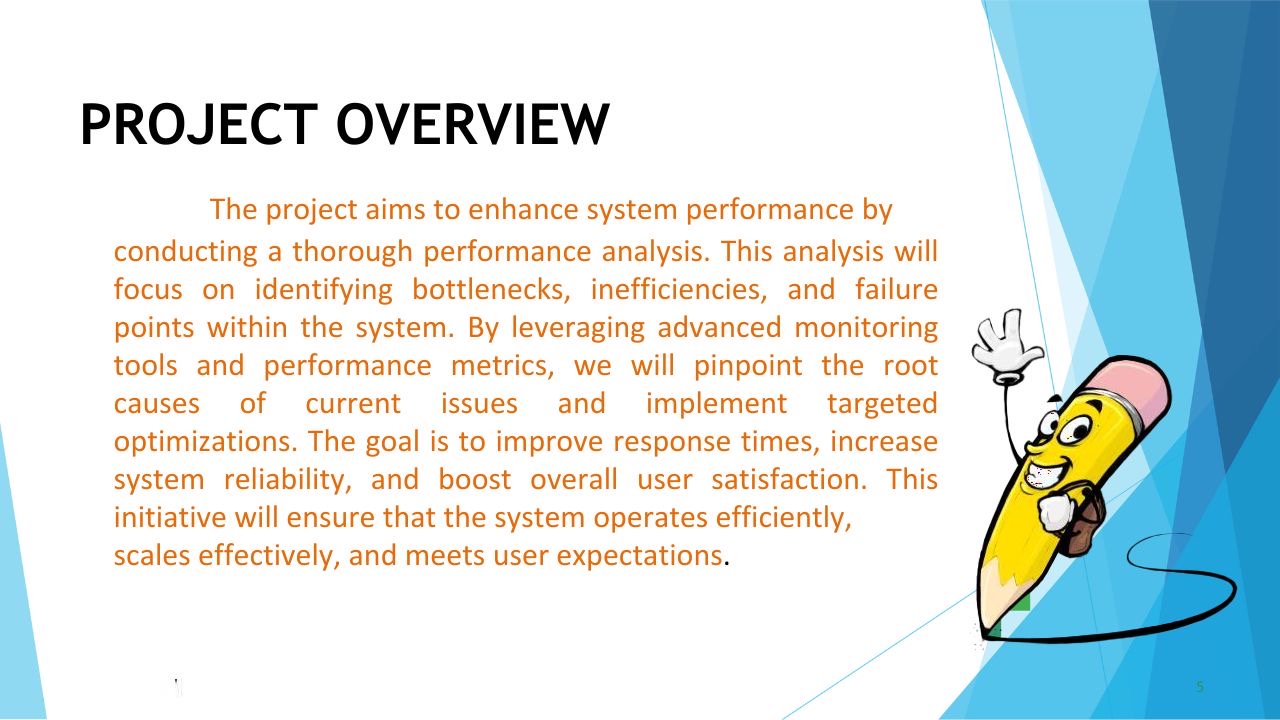 PROJECT OVERVIEW
The project aims to enhance system performance by
conducting a thorough performance analysis. This analysis will
focus on identifying bottlenecks, inefficiencies, and failure
points within the system. By leveraging advanced monitoring
tools and performance metrics, we will pinpoint the root
causes of current issues and implement targeted
optimizations. The goal is to improve response times, increase
system reliability, and boost overall user satisfaction. This
initiative will ensure that the system operates efficiently,
scales effectively, and meets user expectations.
5